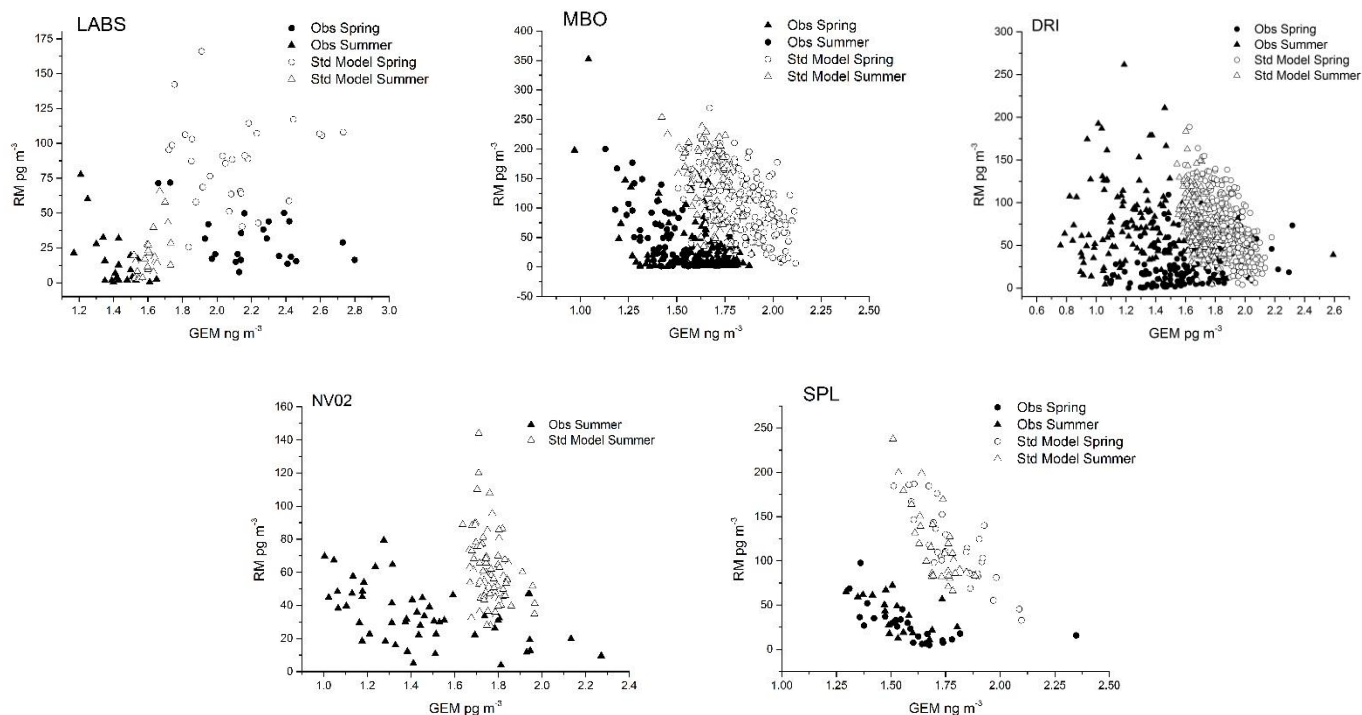 LABS
Obs Spring
Obs Summer
Std Model Spring
Std Model Summer
175
150
125
100
75
50
25
0
RM pg m⁻³
1.2 1.4 1.6 1.8 2.0 2.2 2.4 2.6 2.8 3.0
GEM ng m⁻³
MBO
Obs Spring
Obs Summer
Std Model Spring
Std Model Summer
400
350
300
250
200
150
100
50
0
-50
RM pg m⁻³
1.00 1.25 1.50 1.75 2.00 2.25 2.50
GEM ng m⁻³
DRI
Obs Spring
Obs Summer
Std Model Spring
Std Model Summer
300
250
200
150
100
50
0
RM pg m⁻³
0.6 0.8 1.0 1.2 1.4 1.6 1.8 2.0 2.2 2.4 2.6
GEM pg m⁻³
NV02
Obs Summer
Std Model Summer
160
140
120
100
80
60
40
20
0
RM pg m⁻³
1.0 1.2 1.4 1.6 1.8 2.0 2.2 2.4
GEM pg m⁻³
SPL
Obs Spring
Obs Summer
Std Model Spring
Std Model Summer
250
200
150
100
50
0
RM pg m⁻³
1.00 1.25 1.50 1.75 2.00 2.25 2.50
GEM ng m⁻³